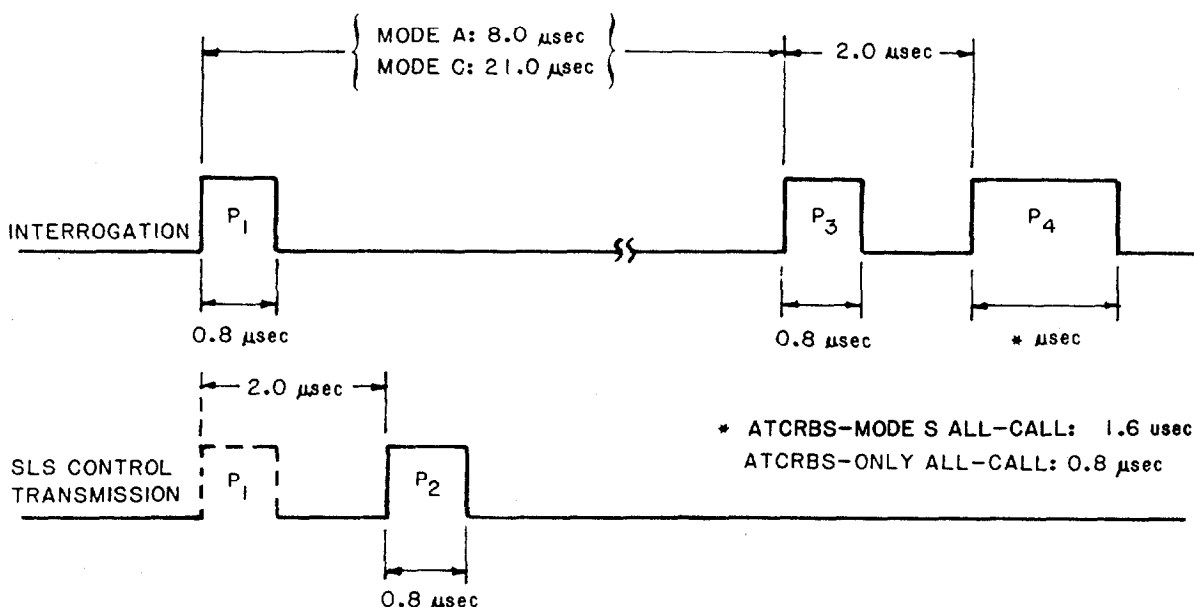 MODE A: 8.0 µsec
MODE C: 21.0 µsec
2.0 µsec
INTERROGATION
P1
P3
P4
0.8 µsec
0.8 µsec
* µsec
2.0 µsec
* ATCRBS-MODE S ALL-CALL: 1.6 usec
ATCRBS-ONLY ALL-CALL: 0.8 µsec
SLS CONTROL
TRANSMISSION
P1
P2
0.8 µsec